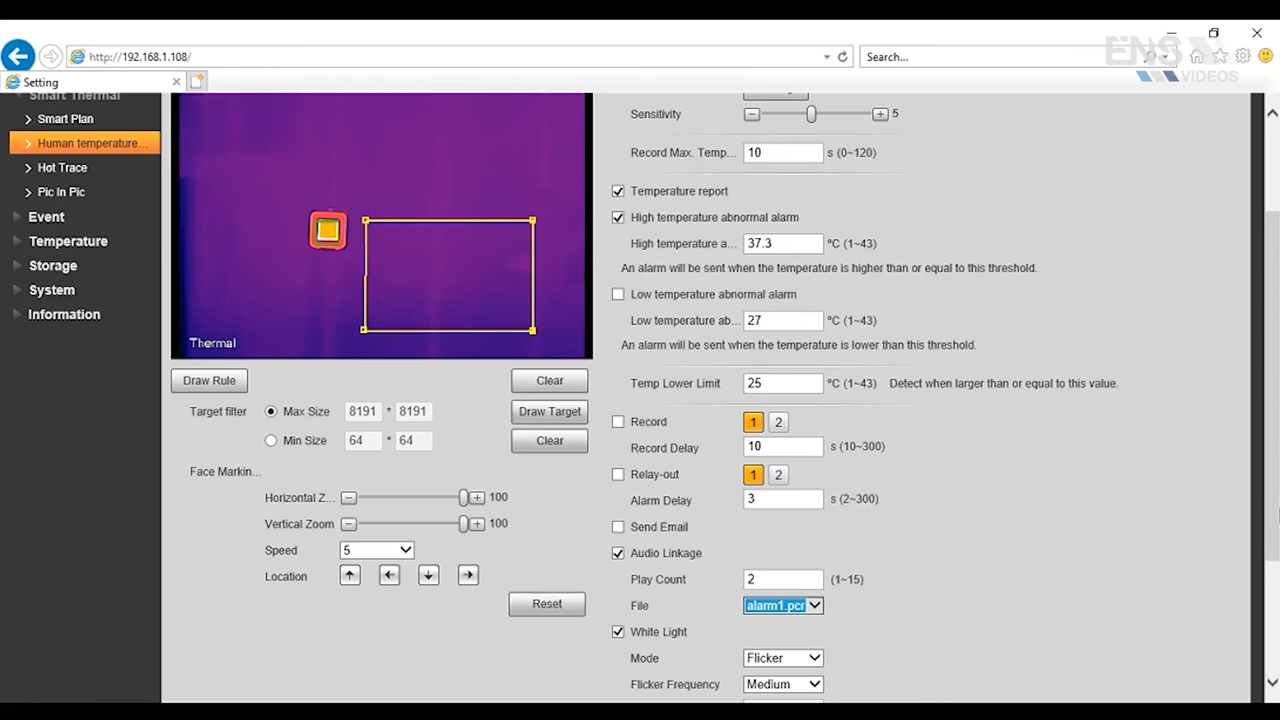 ENS
VIDEOS
http://192.168.1.108/
Search...
Setting
Smart Thermal
Smart Plan
Human temperature...
Hot Trace
Pic In Pic
Event
Temperature
Storage
System
Information
Thermal
Draw Rule
Clear
Target filter
Max Size
8191 * 8191
Draw Target
Min Size
64 * 64
Clear
Face Markin...
Horizontal Z...
100
Vertical Zoom
100
Speed
5
Location
Reset
Sensitivity
5
Record Max. Temp...
10
s (0~120)
Temperature report
High temperature abnormal alarm
High temperature a...
37.3
°C (1~43)
An alarm will be sent when the temperature is higher than or equal to this threshold.
Low temperature abnormal alarm
Low temperature ab...
27
°C (1~43)
An alarm will be sent when the temperature is lower than this threshold.
Temp Lower Limit
25
°C (1~43)
Detect when larger than or equal to this value.
Record
1
2
Record Delay
10
s (10~300)
Relay-out
1
2
Alarm Delay
3
s (2~300)
Send Email
Audio Linkage
Play Count
2
(1~15)
File
alarm1.pcr
White Light
Mode
Flicker
Flicker Frequency
Medium